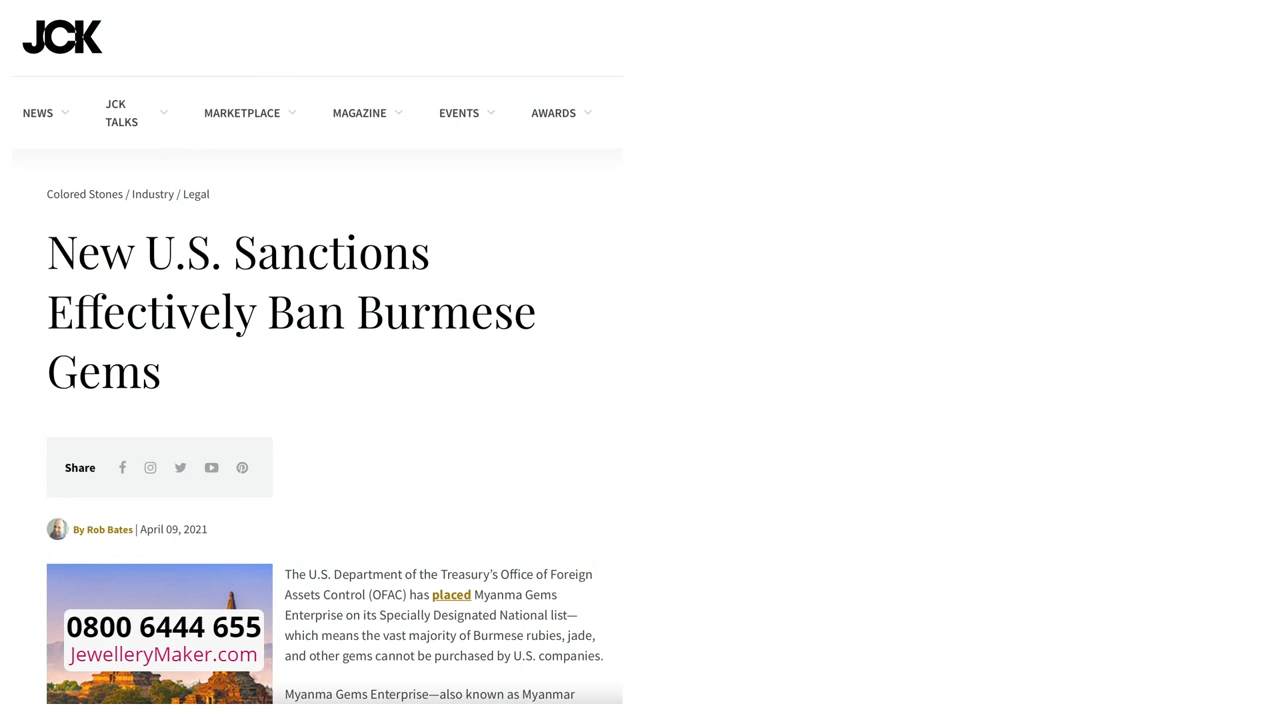 JCK
NEWS
JCK
TALKS
MARKETPLACE
MAGAZINE
EVENTS
AWARDS
Colored Stones / Industry / Legal
New U.S. Sanctions
Effectively Ban Burmese
Gems
Share
By Rob Bates | April 09, 2021
0800 6444 655
JewelleryMaker.com
The U.S. Department of the Treasury’s Office of Foreign
Assets Control (OFAC) has placed Myanma Gems
Enterprise on its Specially Designated National list—
which means the vast majority of Burmese rubies, jade,
and other gems cannot be purchased by U.S. companies.
Myanma Gems Enterprise—also known as Myanmar